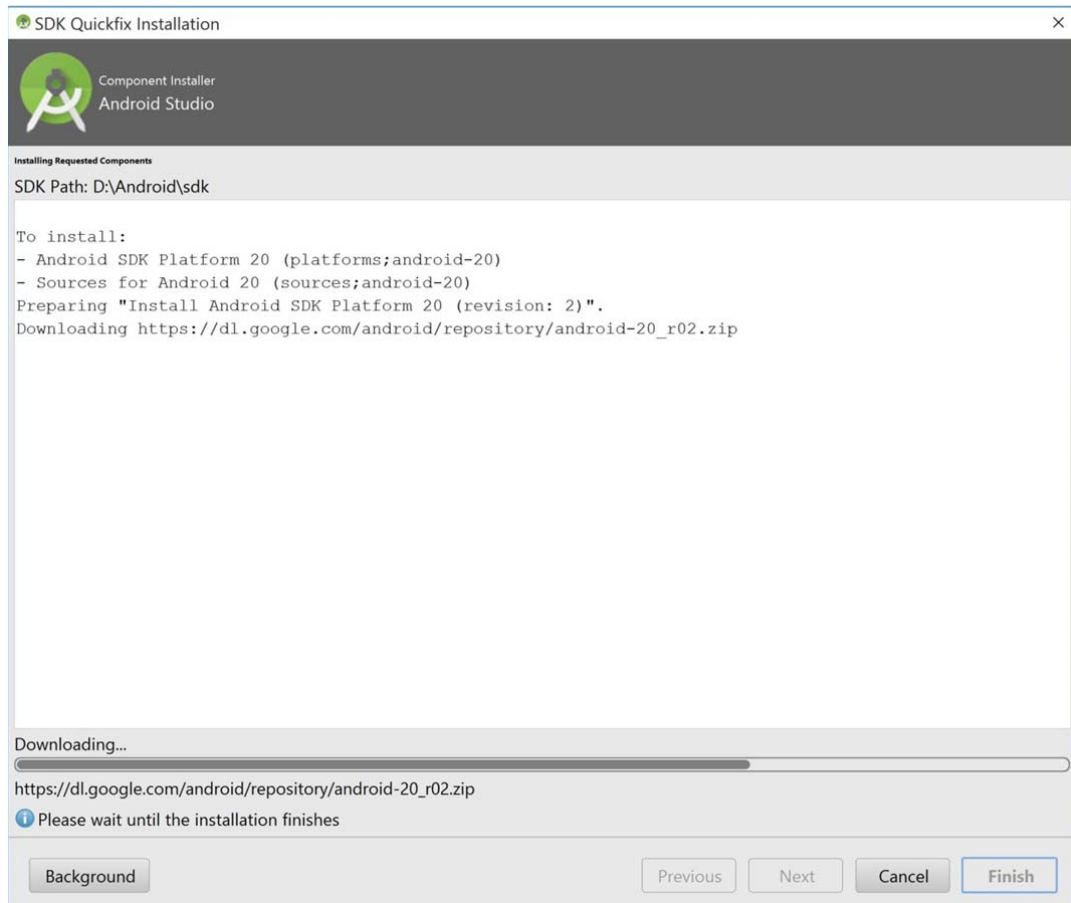 SDK Quickfix Installation
Component Installer
Android Studio
Installing Requested Components
SDK Path: D:\Android\sdk
To install:
- Android SDK Platform 20 (platforms;android-20)
- Sources for Android 20 (sources;android-20)
Preparing "Install Android SDK Platform 20 (revision: 2)".
Downloading https://dl.google.com/android/repository/android-20_r02.zip
Downloading...
https://dl.google.com/android/repository/android-20_r02.zip
Please wait until the installation finishes
Background Previous Next Cancel Finish